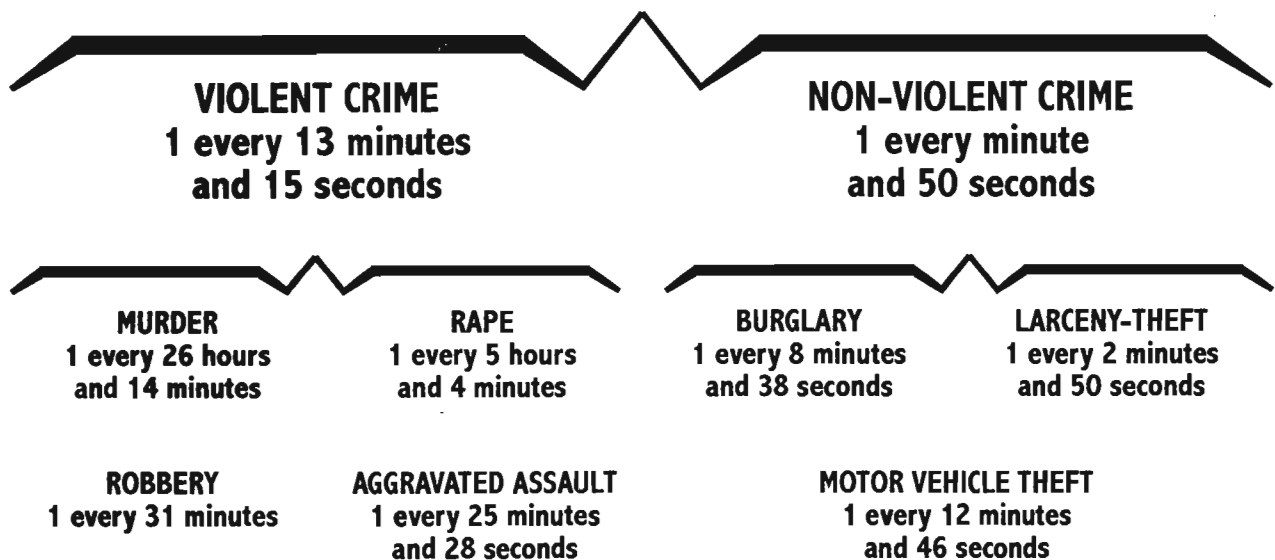 VIOLENT CRIME
1 every 13 minutes
and 15 seconds
NON-VIOLENT CRIME
1 every minute
and 50 seconds
MURDER
1 every 26 hours
and 14 minutes
RAPE
1 every 5 hours
and 4 minutes
BURGLARY
1 every 8 minutes
and 38 seconds
LARCENY-THEFT
1 every 2 minutes
and 50 seconds
ROBBERY
1 every 31 minutes
AGGRAVATED ASSAULT
1 every 25 minutes
and 28 seconds
MOTOR VEHICLE THEFT
1 every 12 minutes
and 46 seconds